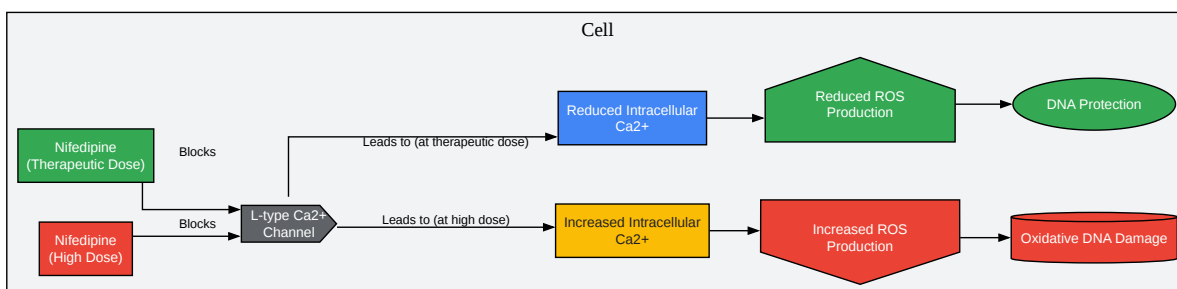 Cell
Nifedipine
(Therapeutic Dose)
Blocks
Leads to (at therapeutic dose)
Reduced Intracellular
Ca2+
Reduced ROS
Production
DNA Protection
Nifedipine
(High Dose)
Blocks
L-type Ca2+
Channel
Leads to (at high dose)
Increased Intracellular
Ca2+
Increased ROS
Production
Oxidative DNA Damage